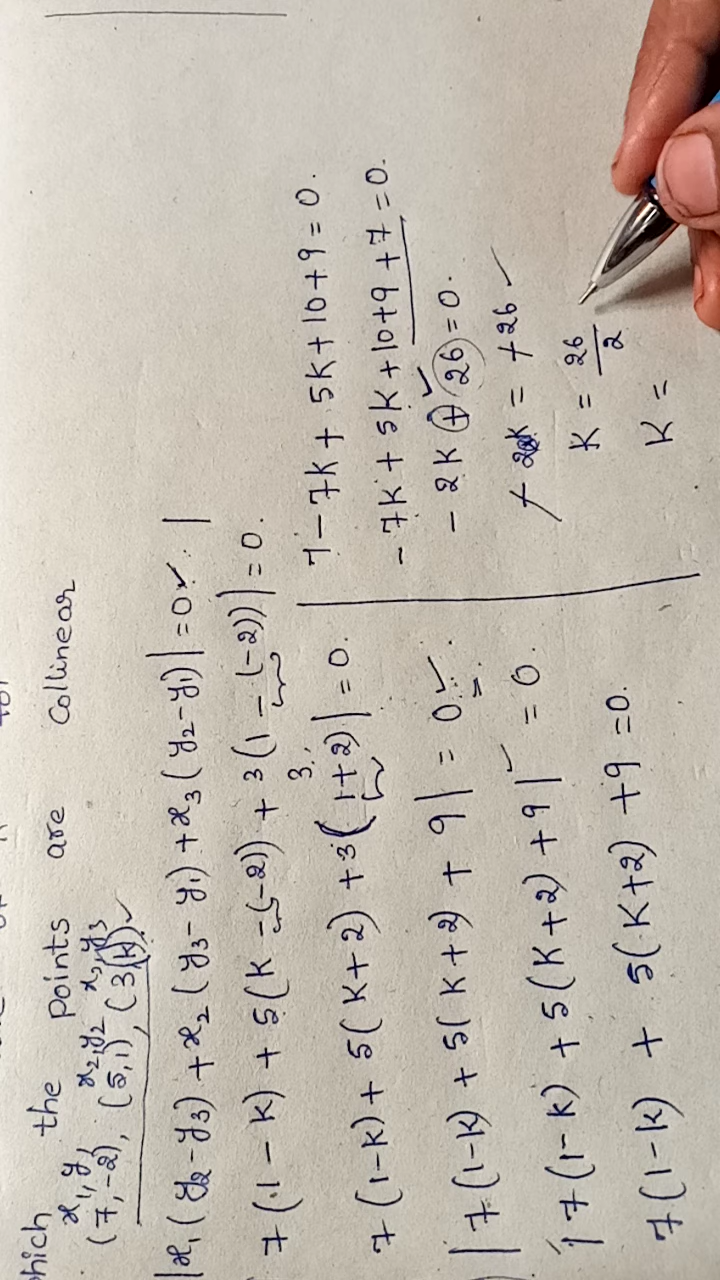 which the points are Collinear
x₁, y₁ x₂, y₂ x₃, y₃
(7, -2), (5, 1), (3, k) ✓
|x₁(y₂-y₃) + x₂(y₃-y₁) + x₃(y₂-y₁)| = 0 ✓ |
7(1-k) + 5(k-(-2)) + 3(1-(-2))| = 0.
3
7(1-k) + 5(k+2) + 3(1+2)| = 0.
|7(1-k) + 5(k+2) + 9| = 0 ✓.
|7(1-k) + 5(k+2) + 9| = 0.
7(1-k) + 5(k+2) + 9 = 0.
7-7k + 5k + 10 + 9 = 0.
-7k + 5k + 10 + 9 + 7 = 0.
-2k + 26 = 0.
-2k = -26 ✓
k = 26/2
k =